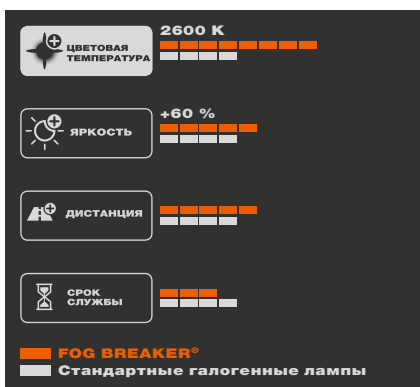 2600 K
ЦВЕТОВАЯ
ТЕМПЕРАТУРА
+60 %
ЯРКОСТЬ
ДИСТАНЦИЯ
СРОК
СЛУЖБЫ
FOG BREAKER®
Стандартные галогенные лампы